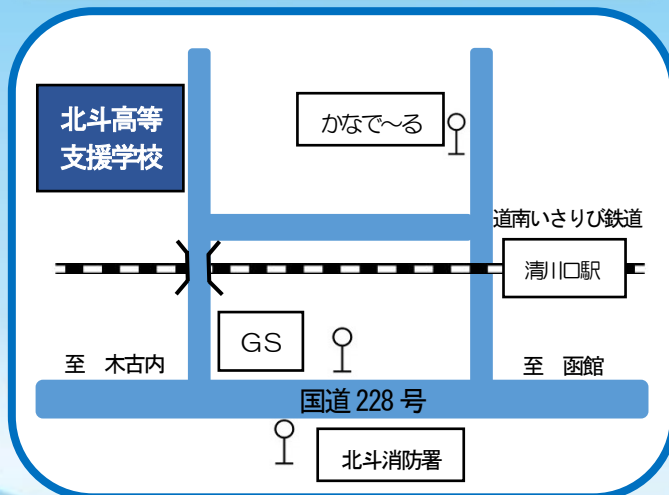 北斗高等
支援学校
かなで～る
道南いさりび鉄道
清川口駅
GS
至　木古内
至　函館
国道 228 号
北斗消防署